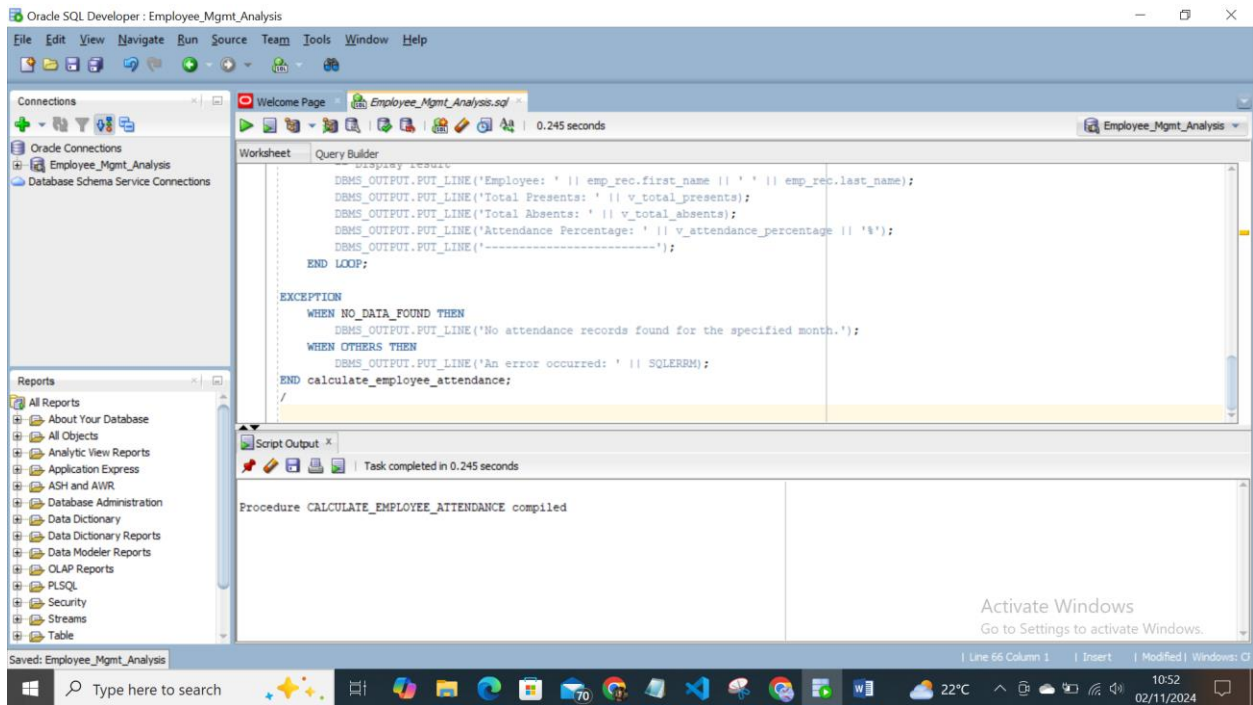 Oracle SQL Developer : Employee_Mgmt_Analysis
File Edit View Navigate Run Source Team Tools Window Help
Connections
Oracle Connections
Employee_Mgmt_Analysis
Database Schema Service Connections
Reports
All Reports
About Your Database
All Objects
Analytic View Reports
Application Express
ASH and AWR
Database Administration
Data Dictionary
Data Dictionary Reports
Data Modeler Reports
OLAP Reports
PLSQL
Security
Streams
Table
Welcome Page Employee_Mgmt_Analysis.sql
0.245 seconds
Employee_Mgmt_Analysis
Worksheet Query Builder
-- Display result
DBMS_OUTPUT.PUT_LINE('Employee: ' || emp_rec.first_name || ' ' || emp_rec.last_name);
DBMS_OUTPUT.PUT_LINE('Total Presents: ' || v_total_presents);
DBMS_OUTPUT.PUT_LINE('Total Absents: ' || v_total_absents);
DBMS_OUTPUT.PUT_LINE('Attendance Percentage: ' || v_attendance_percentage || '%');
DBMS_OUTPUT.PUT_LINE('--------------------------');
END LOOP;
EXCEPTION
WHEN NO_DATA_FOUND THEN
DBMS_OUTPUT.PUT_LINE('No attendance records found for the specified month.');
WHEN OTHERS THEN
DBMS_OUTPUT.PUT_LINE('An error occurred: ' || SQLERRM);
END calculate_employee_attendance;
/
Script Output
Task completed in 0.245 seconds
Procedure CALCULATE_EMPLOYEE_ATTENDANCE compiled
Activate Windows
Go to Settings to activate Windows.
Saved: Employee_Mgmt_Analysis
| Line 66 Column 1 | Insert | Modified | Windows: C
Type here to search
70
22°C
10:52
02/11/2024